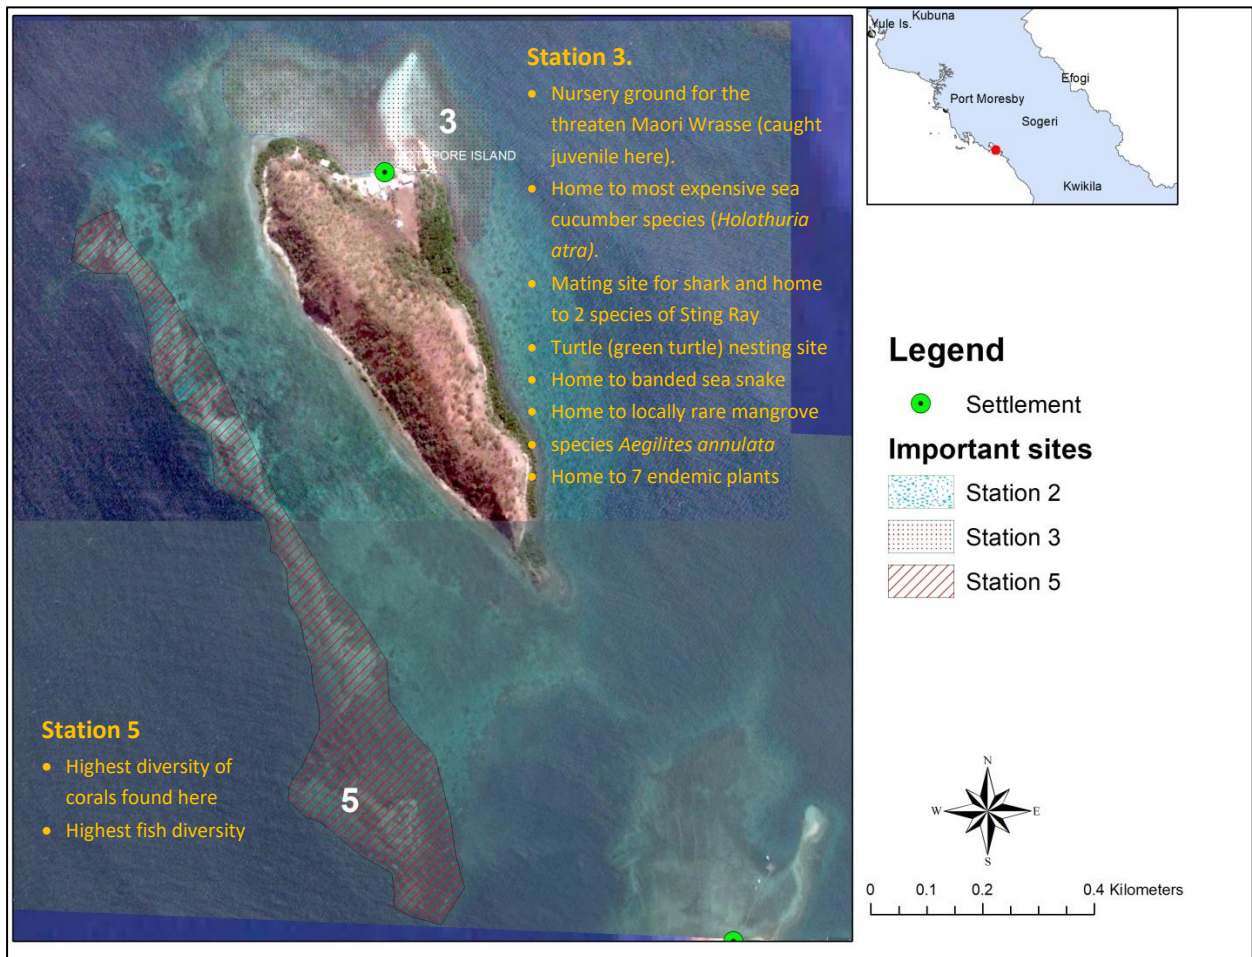 Station 3.
• Nursery ground for the
threaten Maori Wrasse (caught
juvenile here).
• Home to most expensive sea
cucumber species (Holothuria
atra).
• Mating site for shark and home
to 2 species of Sting Ray
• Turtle (green turtle) nesting site
• Home to banded sea snake
• Home to locally rare mangrove
• species Aegilites annulata
• Home to 7 endemic plants
3
ISLAND
Station 5
• Highest diversity of
corals found here
• Highest fish diversity
5
Kubuna
Yule Is.
Efogi
Port Moresby
Sogeri
Kwikila
Legend
Settlement
Important sites
Station 2
Station 3
Station 5
N
W E
S
0 0.1 0.2 0.4 Kilometers